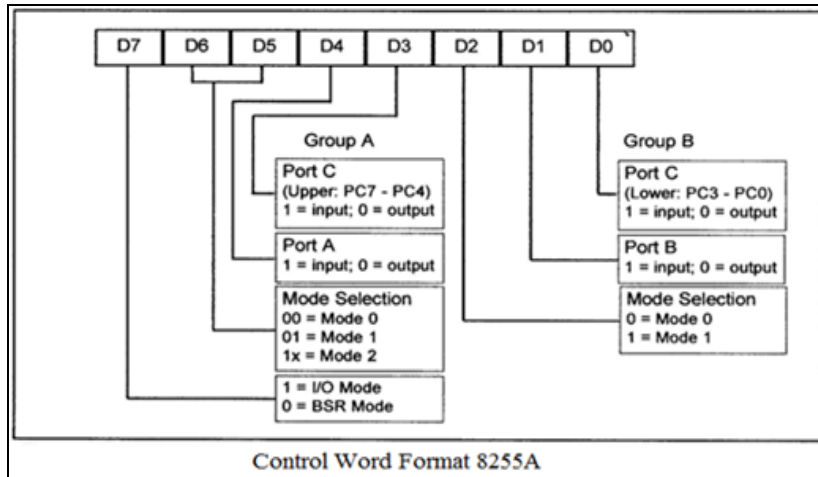 D7 D6 D5 D4 D3 D2 D1 D0
Group A
Port C
(Upper: PC7 - PC4)
1 = input; 0 = output
Port A
1 = input; 0 = output
Mode Selection
00 = Mode 0
01 = Mode 1
1x = Mode 2
1 = I/O Mode
0 = BSR Mode
Group B
Port C
(Lower: PC3 - PC0)
1 = input; 0 = output
Port B
1 = input; 0 = output
Mode Selection
0 = Mode 0
1 = Mode 1
Control Word Format 8255A